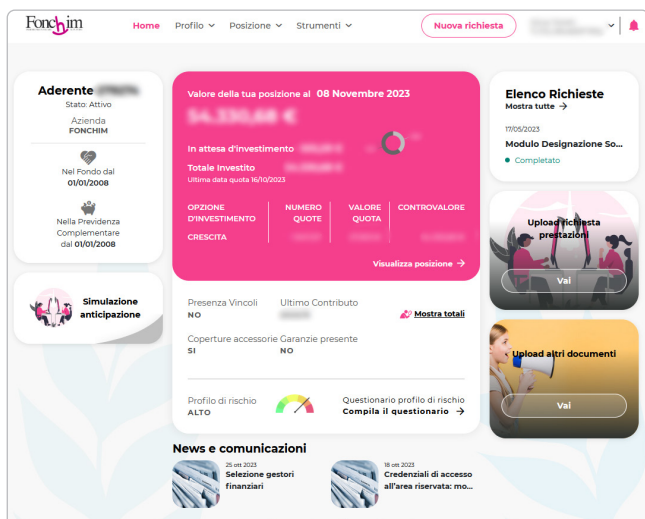 Fonchim
Home
Profilo
Posizione
Strumenti
Nuova richiesta
Aderente
Stato: Attivo
Azienda
FONCHIM
Nel Fondo dal
01/01/2008
Nella Previdenza
Complementare
dal 01/01/2008
Simulazione
anticipazione
Valore della tua posizione al 08 Novembre 2023
In attesa d'investimento
Totale Investito
Ultima data quota 16/10/2023
OPZIONE D'INVESTIMENTO
NUMERO QUOTE
VALORE QUOTA
CONTROVALORE
CRESCITA
Visualizza posizione →
Presenza Vincoli
NO
Ultimo Contributo
Mostra totali
Coperture accessorie
SI
Garanzie presente
NO
Profilo di rischio
ALTO
Questionario profilo di rischio
Compila il questionario →
News e comunicazioni
25 ott 2023
Selezione gestori
finanziari
18 ott 2023
Credenziali di accesso
all'area riservata: mo...
Elenco Richieste
Mostra tutte →
17/05/2023
Modulo Designazione So...
Completato
Upload richiesta
prestazioni
Vai
Upload altri documenti
Vai